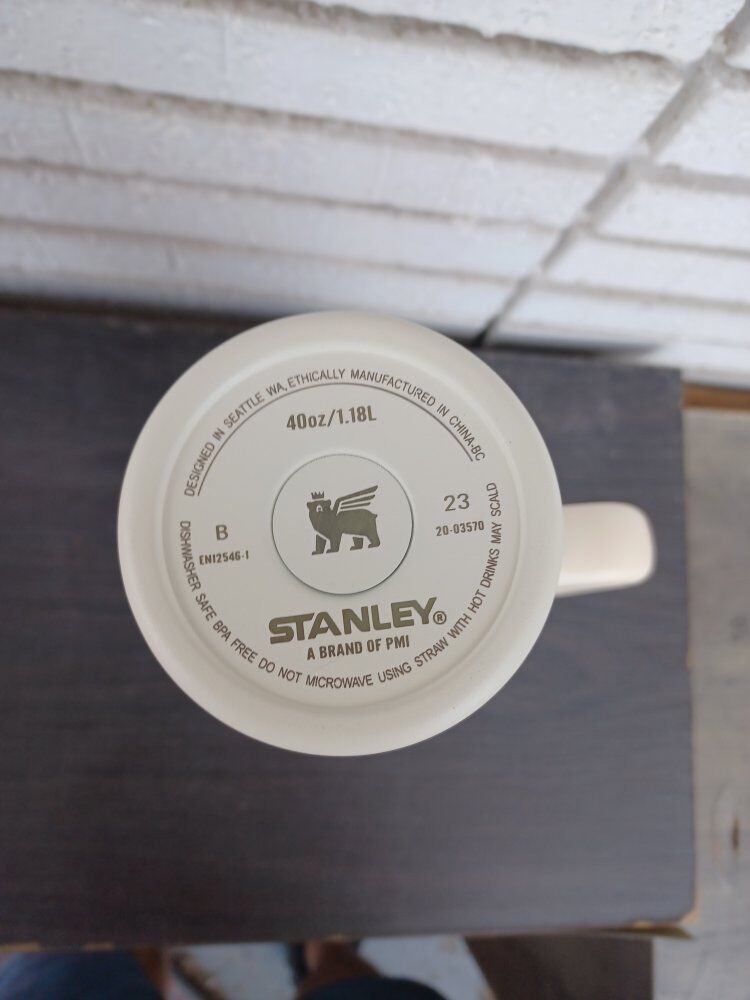 DESIGNED IN SEATTLE WA, ETHICALLY MANUFACTURED IN CHINA-BC
40oz/1.18L
B
ENI2546-1
23
20-03570
STANLEY®
A BRAND OF PMI
DISHWASHER SAFE BPA FREE DO NOT MICROWAVE USING STRAW WITH HOT DRINKS MAY SCALD